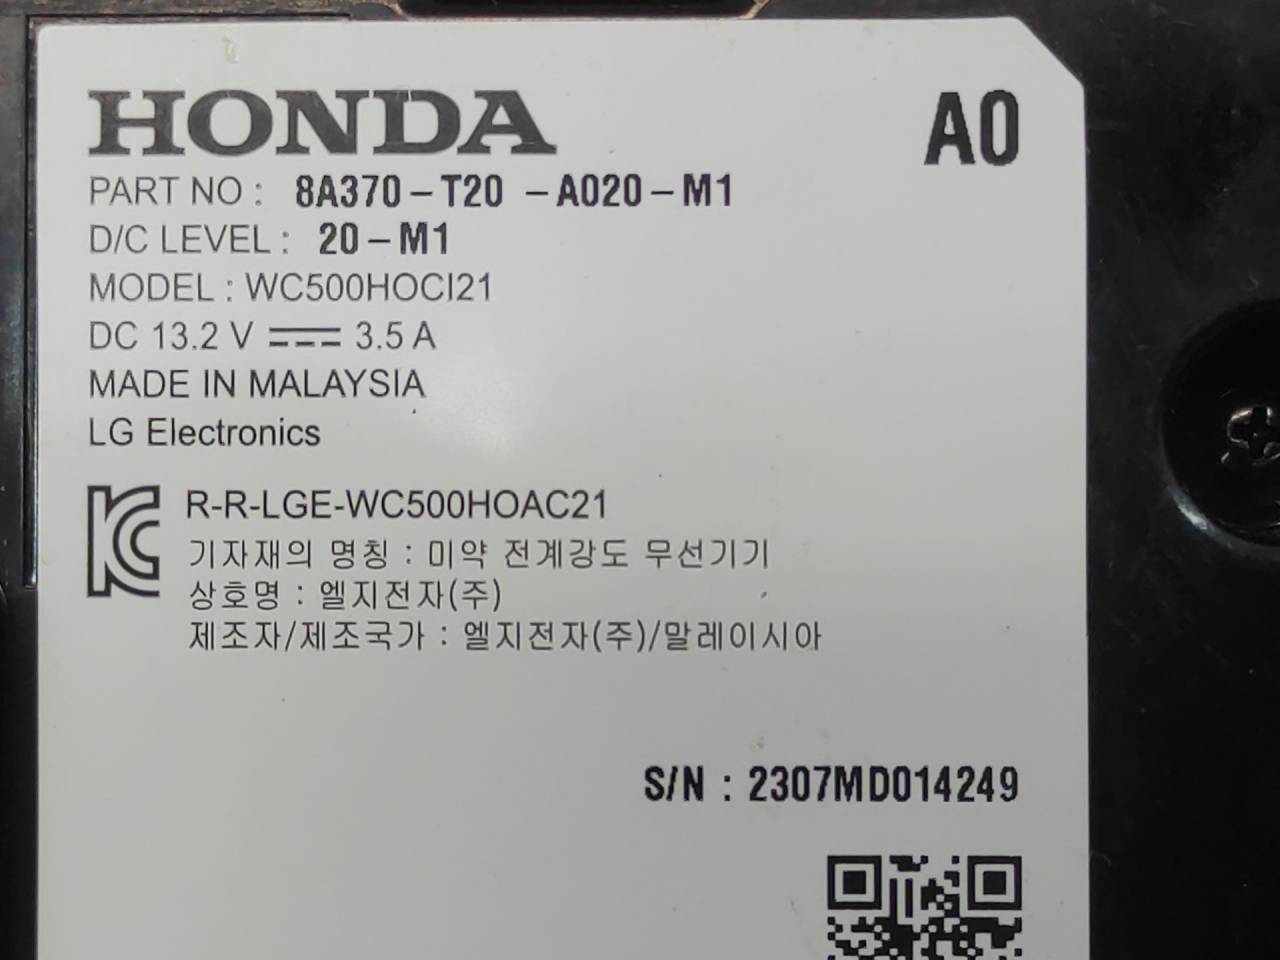 HONDA
A0
PART NO : 8A370-T20 -A020-M1
D/C LEVEL : 20-M1
MODEL : WC500HOCI21
DC 13.2 V ⎓ 3.5 A
MADE IN MALAYSIA
LG Electronics
R-R-LGE-WC500HOAC21
기자재의 명칭 : 미약 전계강도 무선기기
상호명 : 엘지전자(주)
제조자/제조국가 : 엘지전자(주)/말레이시아
S/N : 2307MD014249